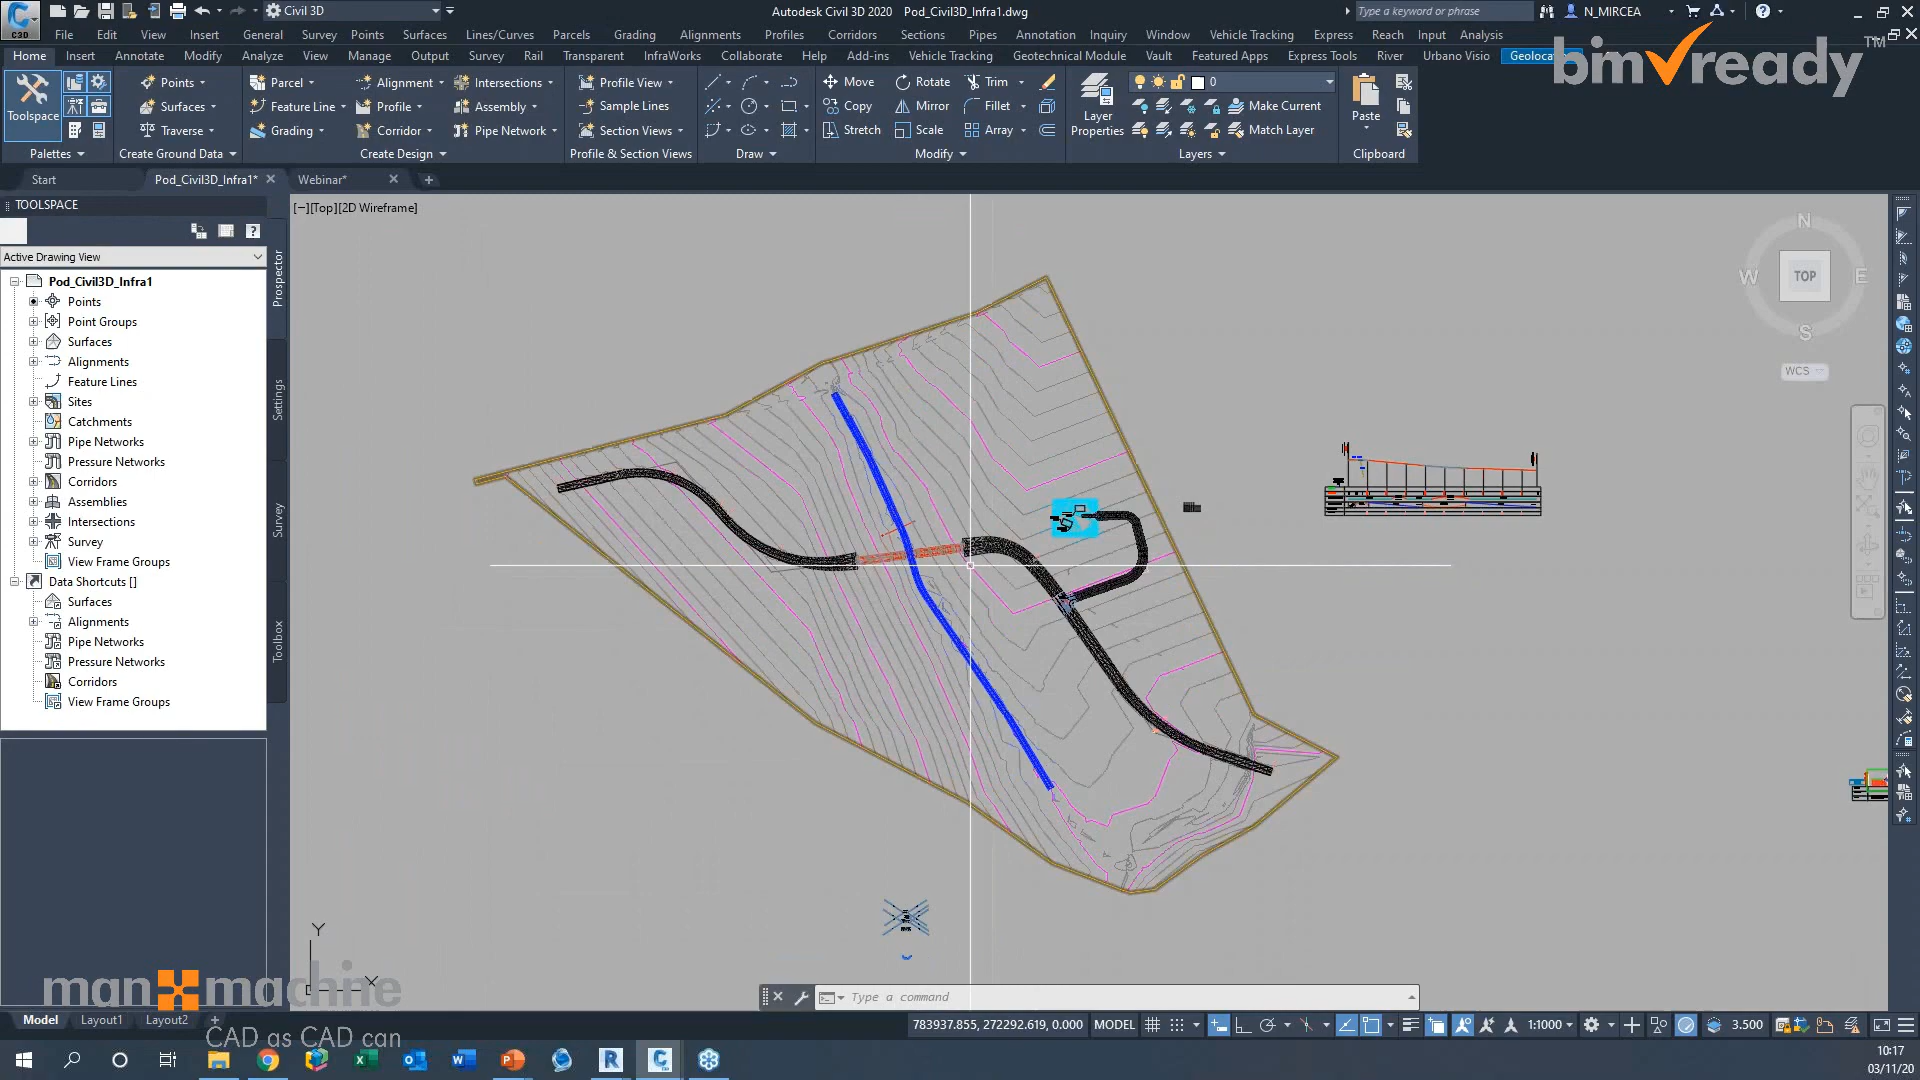 Civil 3D
Autodesk Civil 3D 2020 Pod_Civil3D_Infra1.dwg
Type a keyword or phrase
N_MIRCEA
C3D
File Edit View Insert General Survey Points Surfaces Lines/Curves Parcels Grading Alignments Profiles Corridors Sections Pipes Annotation Inquiry Window Vehicle Tracking Express Reach Input Analysis
Home Insert Annotate Modify Analyze View Manage Output Survey Rail Transparent InfraWorks Collaborate Help Add-ins Vehicle Tracking Geotechnical Module Vault Featured Apps Express Tools River Urbano Visio Geoloca
bimready TM
Toolspace
Points
Surfaces
Traverse
Parcel
Feature Line
Grading
Alignment
Profile
Corridor
Intersections
Assembly
Pipe Network
Profile View
Sample Lines
Section Views
Move
Copy
Stretch
Rotate
Mirror
Scale
Trim
Fillet
Array
Layer Properties
0
Make Current
Match Layer
Paste
Palettes Create Ground Data Create Design Profile & Section Views Draw Modify Layers Clipboard
Start Pod_Civil3D_Infra1* Webinar*
TOOLSPACE
[−][Top][2D Wireframe]
Active Drawing View
Pod_Civil3D_Infra1
Points
Point Groups
Surfaces
Alignments
Feature Lines
Sites
Catchments
Pipe Networks
Pressure Networks
Corridors
Assemblies
Intersections
Survey
View Frame Groups
Data Shortcuts []
Surfaces
Alignments
Pipe Networks
Pressure Networks
Corridors
View Frame Groups
Prospector
Settings
Survey
Toolbox
N
W TOP E
S
WCS
Y
X
man machine
CAD as CAD can
Type a command
Model Layout1 Layout2
783937.855, 272292.619, 0.000 MODEL 1:1000 3.500
10:17
03/11/20